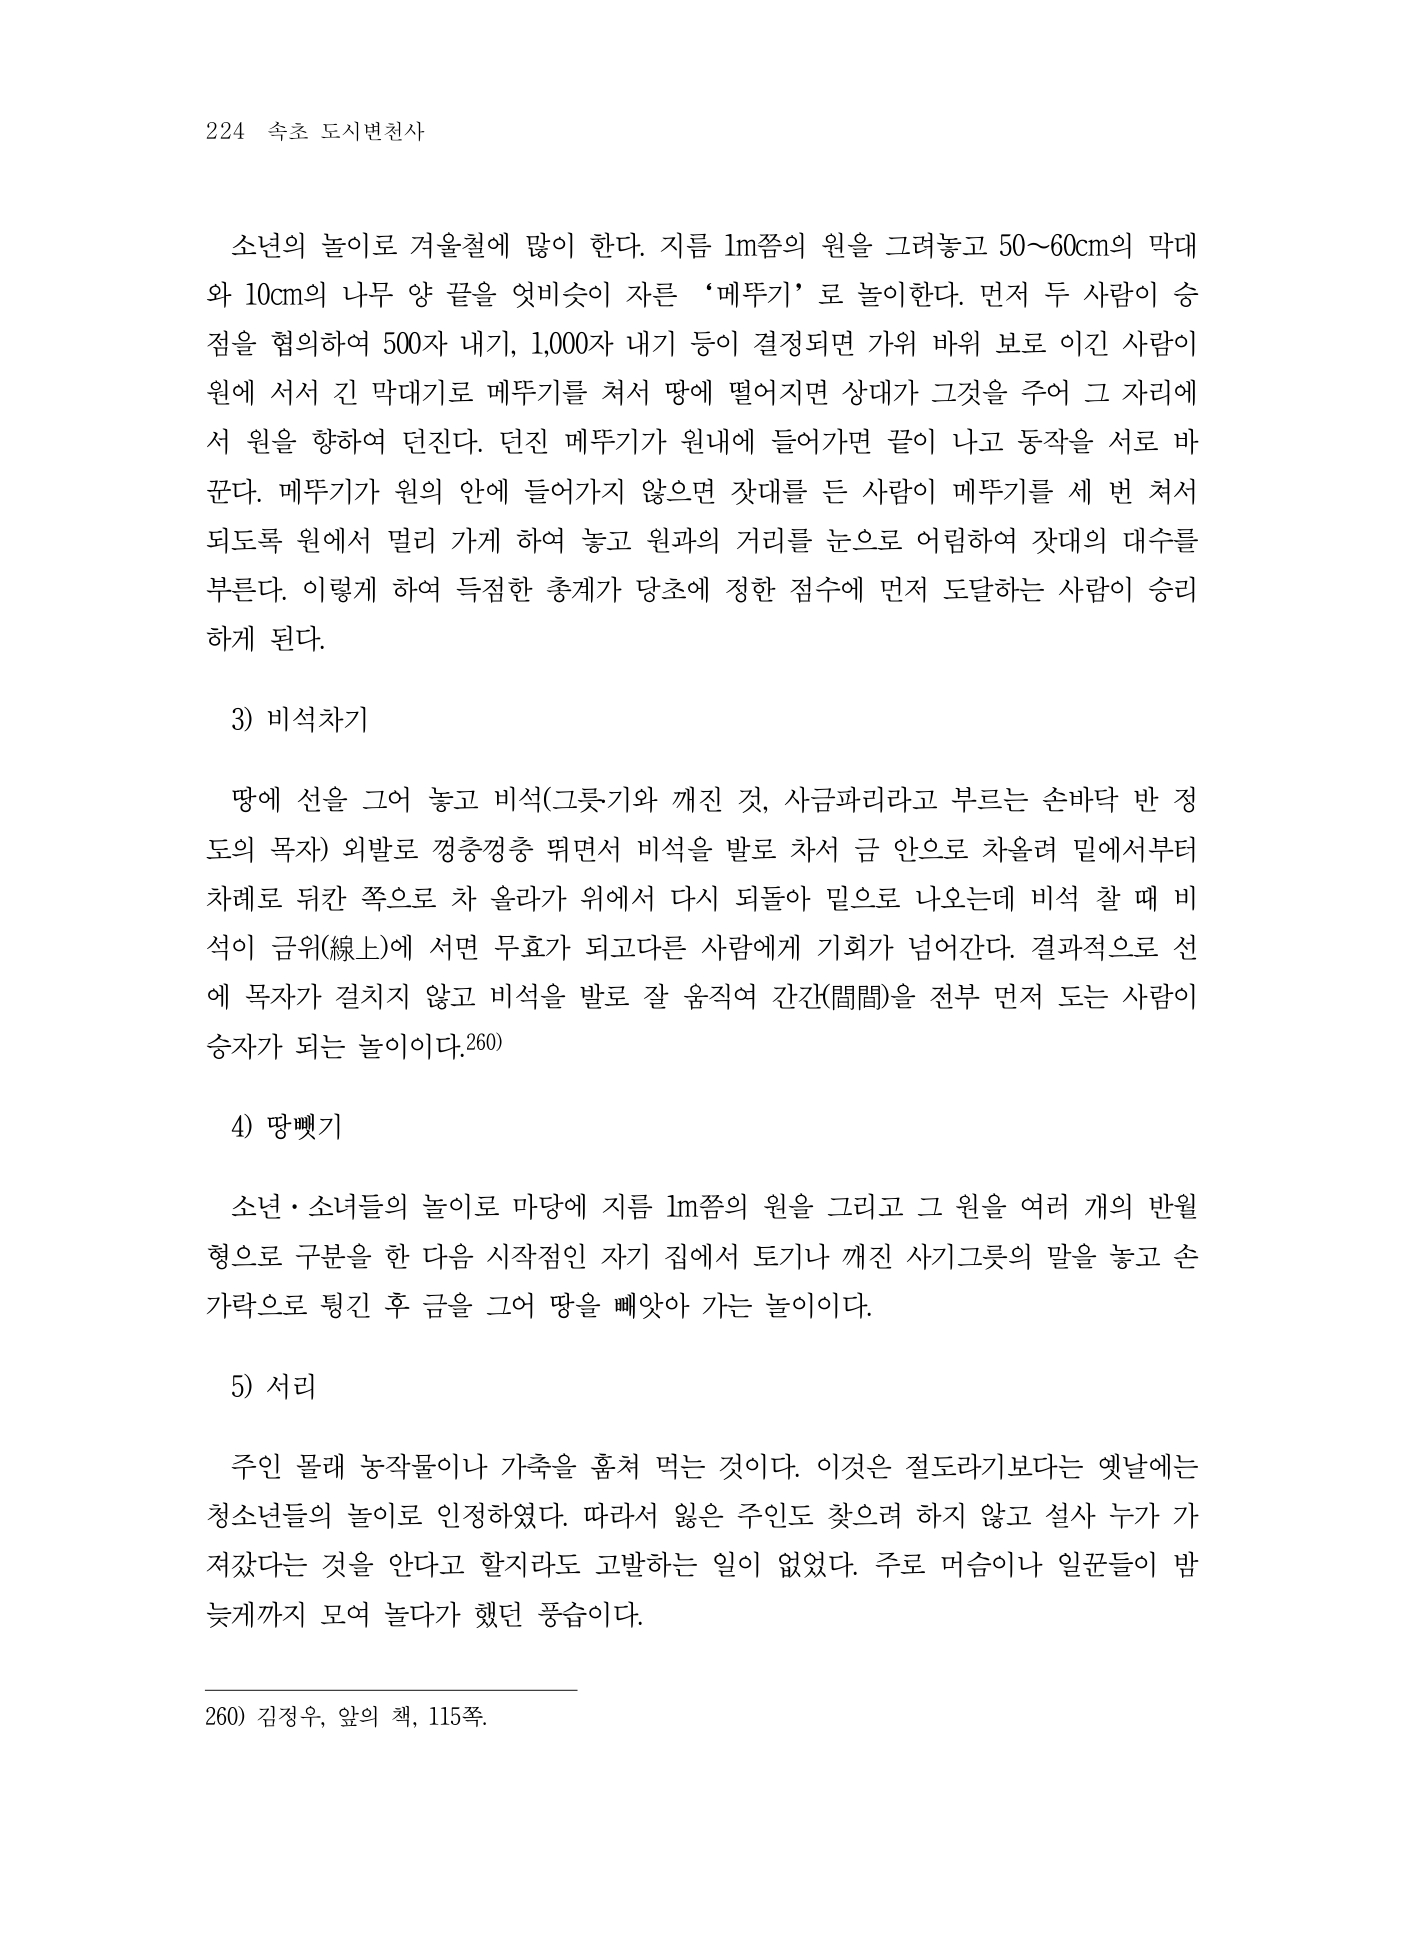 224 속초 도시변천사
소년의 놀이로 겨울철에 많이 한다. 지름 1m쯤의 원을 그려놓고 50～60cm의 막대
와 10cm의 나무 양 끝을 엇비슷이 자른 ‘메뚜기’로 놀이한다. 먼저 두 사람이 승
점을 협의하여 500자 내기, 1,000자 내기 등이 결정되면 가위 바위 보로 이긴 사람이
원에 서서 긴 막대기로 메뚜기를 쳐서 땅에 떨어지면 상대가 그것을 주어 그 자리에
서 원을 향하여 던진다. 던진 메뚜기가 원내에 들어가면 끝이 나고 동작을 서로 바
꾼다. 메뚜기가 원의 안에 들어가지 않으면 잣대를 든 사람이 메뚜기를 세 번 쳐서
되도록 원에서 멀리 가게 하여 놓고 원과의 거리를 눈으로 어림하여 잣대의 대수를
부른다. 이렇게 하여 득점한 총계가 당초에 정한 점수에 먼저 도달하는 사람이 승리
하게 된다.
3) 비석차기
땅에 선을 그어 놓고 비석(그릇·기와 깨진 것, 사금파리라고 부르는 손바닥 반 정
도의 목자) 외발로 껑충껑충 뛰면서 비석을 발로 차서 금 안으로 차올려 밑에서부터
차례로 뒤칸 쪽으로 차 올라가 위에서 다시 되돌아 밑으로 나오는데 비석 찰 때 비
석이 금위(線上)에 서면 무효가 되고다른 사람에게 기회가 넘어간다. 결과적으로 선
에 목자가 걸치지 않고 비석을 발로 잘 움직여 간간(間間)을 전부 먼저 도는 사람이
승자가 되는 놀이이다.260)
4) 땅뺏기
소년·소녀들의 놀이로 마당에 지름 1m쯤의 원을 그리고 그 원을 여러 개의 반월
형으로 구분을 한 다음 시작점인 자기 집에서 토기나 깨진 사기그릇의 말을 놓고 손
가락으로 튕긴 후 금을 그어 땅을 빼앗아 가는 놀이이다.
5) 서리
주인 몰래 농작물이나 가축을 훔쳐 먹는 것이다. 이것은 절도라기보다는 옛날에는
청소년들의 놀이로 인정하였다. 따라서 잃은 주인도 찾으려 하지 않고 설사 누가 가
져갔다는 것을 안다고 할지라도 고발하는 일이 없었다. 주로 머슴이나 일꾼들이 밤
늦게까지 모여 놀다가 했던 풍습이다.
260) 김정우, 앞의 책, 115쪽.